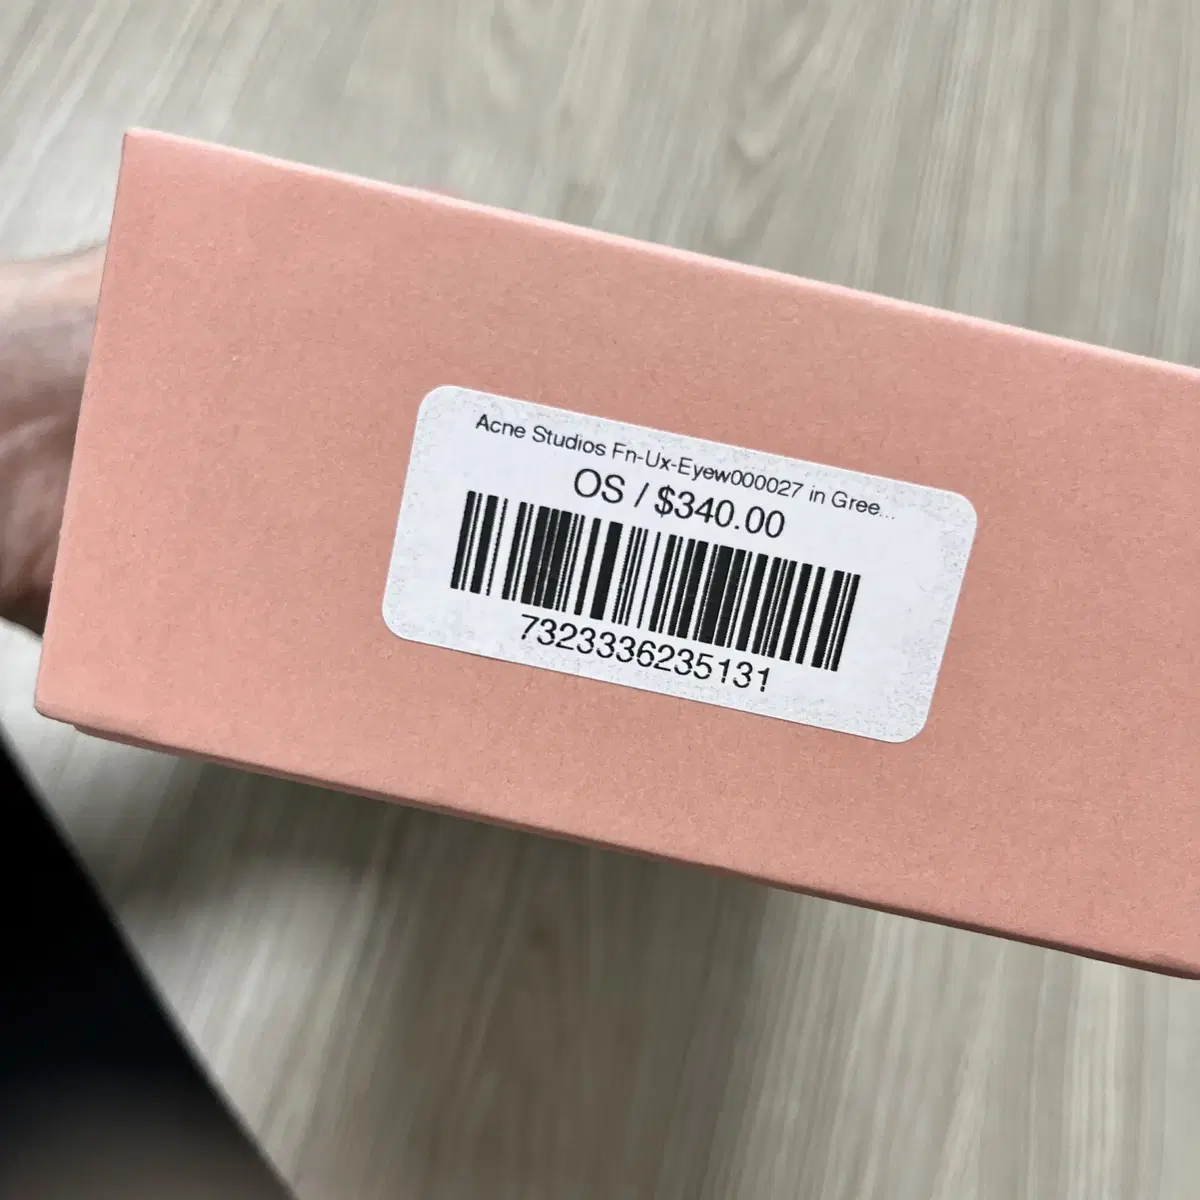 Acne Studios Fn-Ux-Eyew000027 in Gree...
OS / $340.00
7323336235131